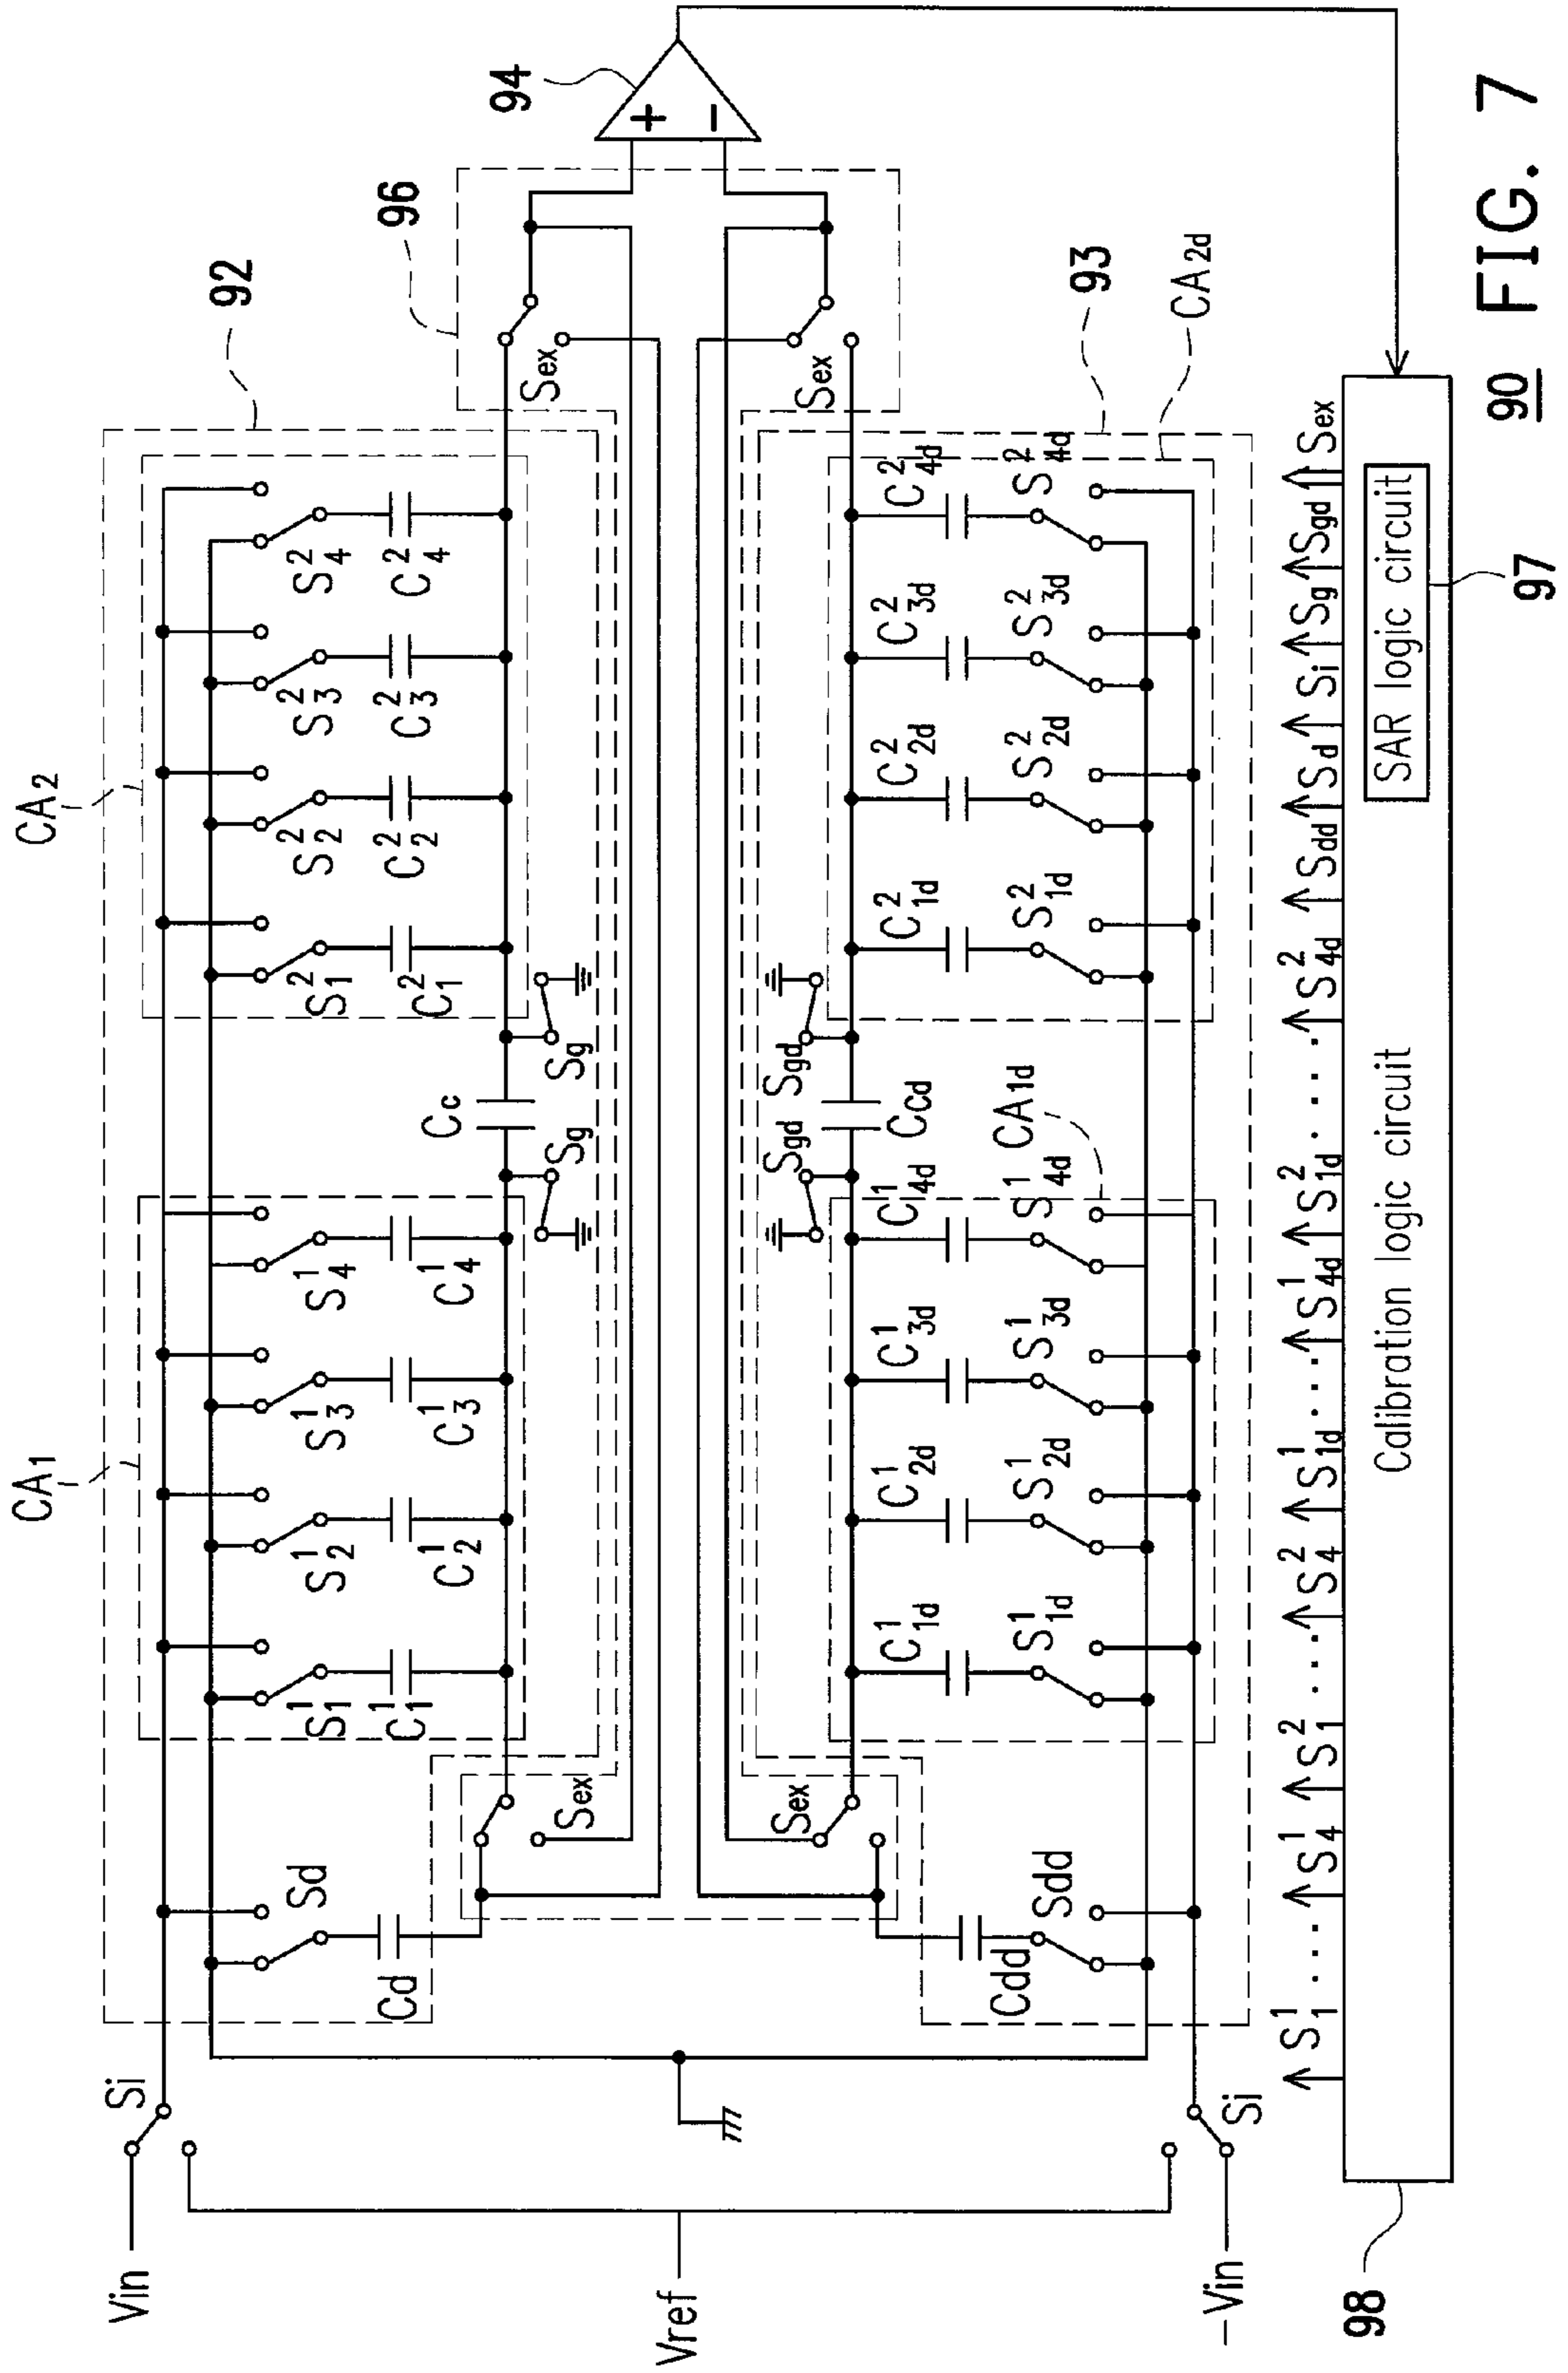 CA1
CA2
92
96
94
Vin
Si
Sd
Cd
S¹1
S¹2
S¹3
S¹4
S²1
S²2
S²3
S²4
C¹1
C¹2
C¹3
C¹4
C²1
C²2
C²3
C²4
Cc
Sg
Sg
Sex
Sex
+
−
Vref
Sex
Sex
Sgd
Sgd
Ccd
CA1d
93
CA2d
C¹1d
C¹2d
C¹3d
C¹4d
C²1d
C²2d
C²3d
C²4d
Cdd
Sdd
S¹1d
S¹2d
S¹3d
S¹4d
S²1d
S²2d
S²3d
S²4d
−Vin
Si
S¹1 .... S¹4 S²1 .... S²4 S¹1d .... S¹4d S²1d .... S²4d Sdd Sd Si Sg Sgd Sex
98
Calibration logic circuit
SAR logic circuit
97
90 FIG. 7